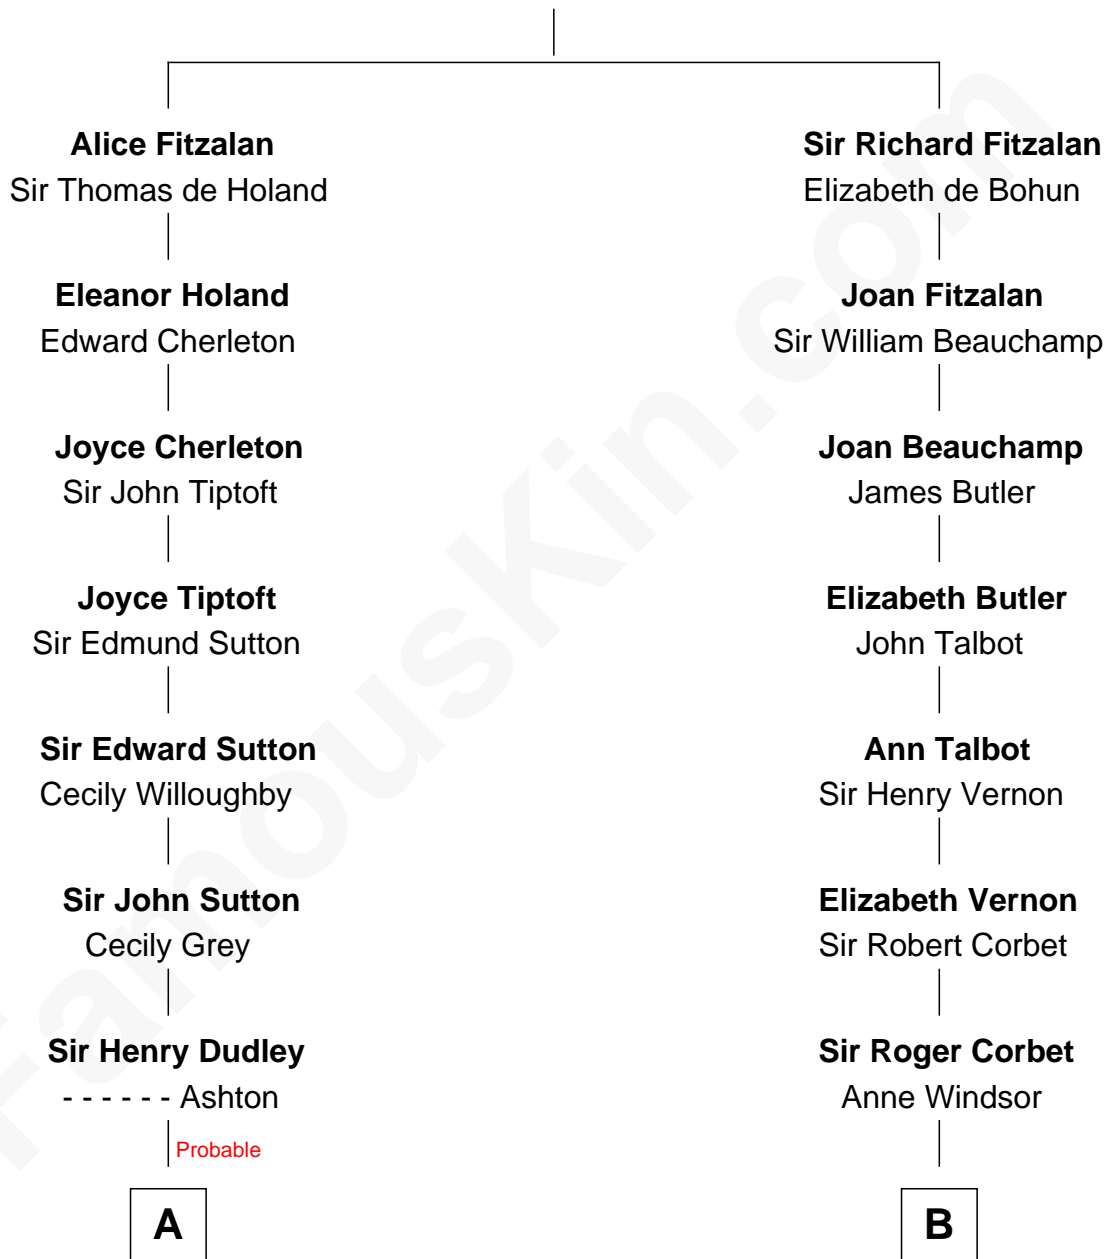 Alice Fitzalan
Sir Thomas de Holand
Sir Richard Fitzalan
Elizabeth de Bohun
Eleanor Holand
Edward Cherleton
Joan Fitzalan
Sir William Beauchamp
Joyce Cherleton
Sir John Tiptoft
Joan Beauchamp
James Butler
Joyce Tiptoft
Sir Edmund Sutton
Elizabeth Butler
John Talbot
Sir Edward Sutton
Cecily Willoughby
Ann Talbot
Sir Henry Vernon
Sir John Sutton
Cecily Grey
Elizabeth Vernon
Sir Robert Corbet
Sir Henry Dudley
- - - - - - Ashton
Sir Roger Corbet
Anne Windsor
Probable
A
B
FamousKin.com